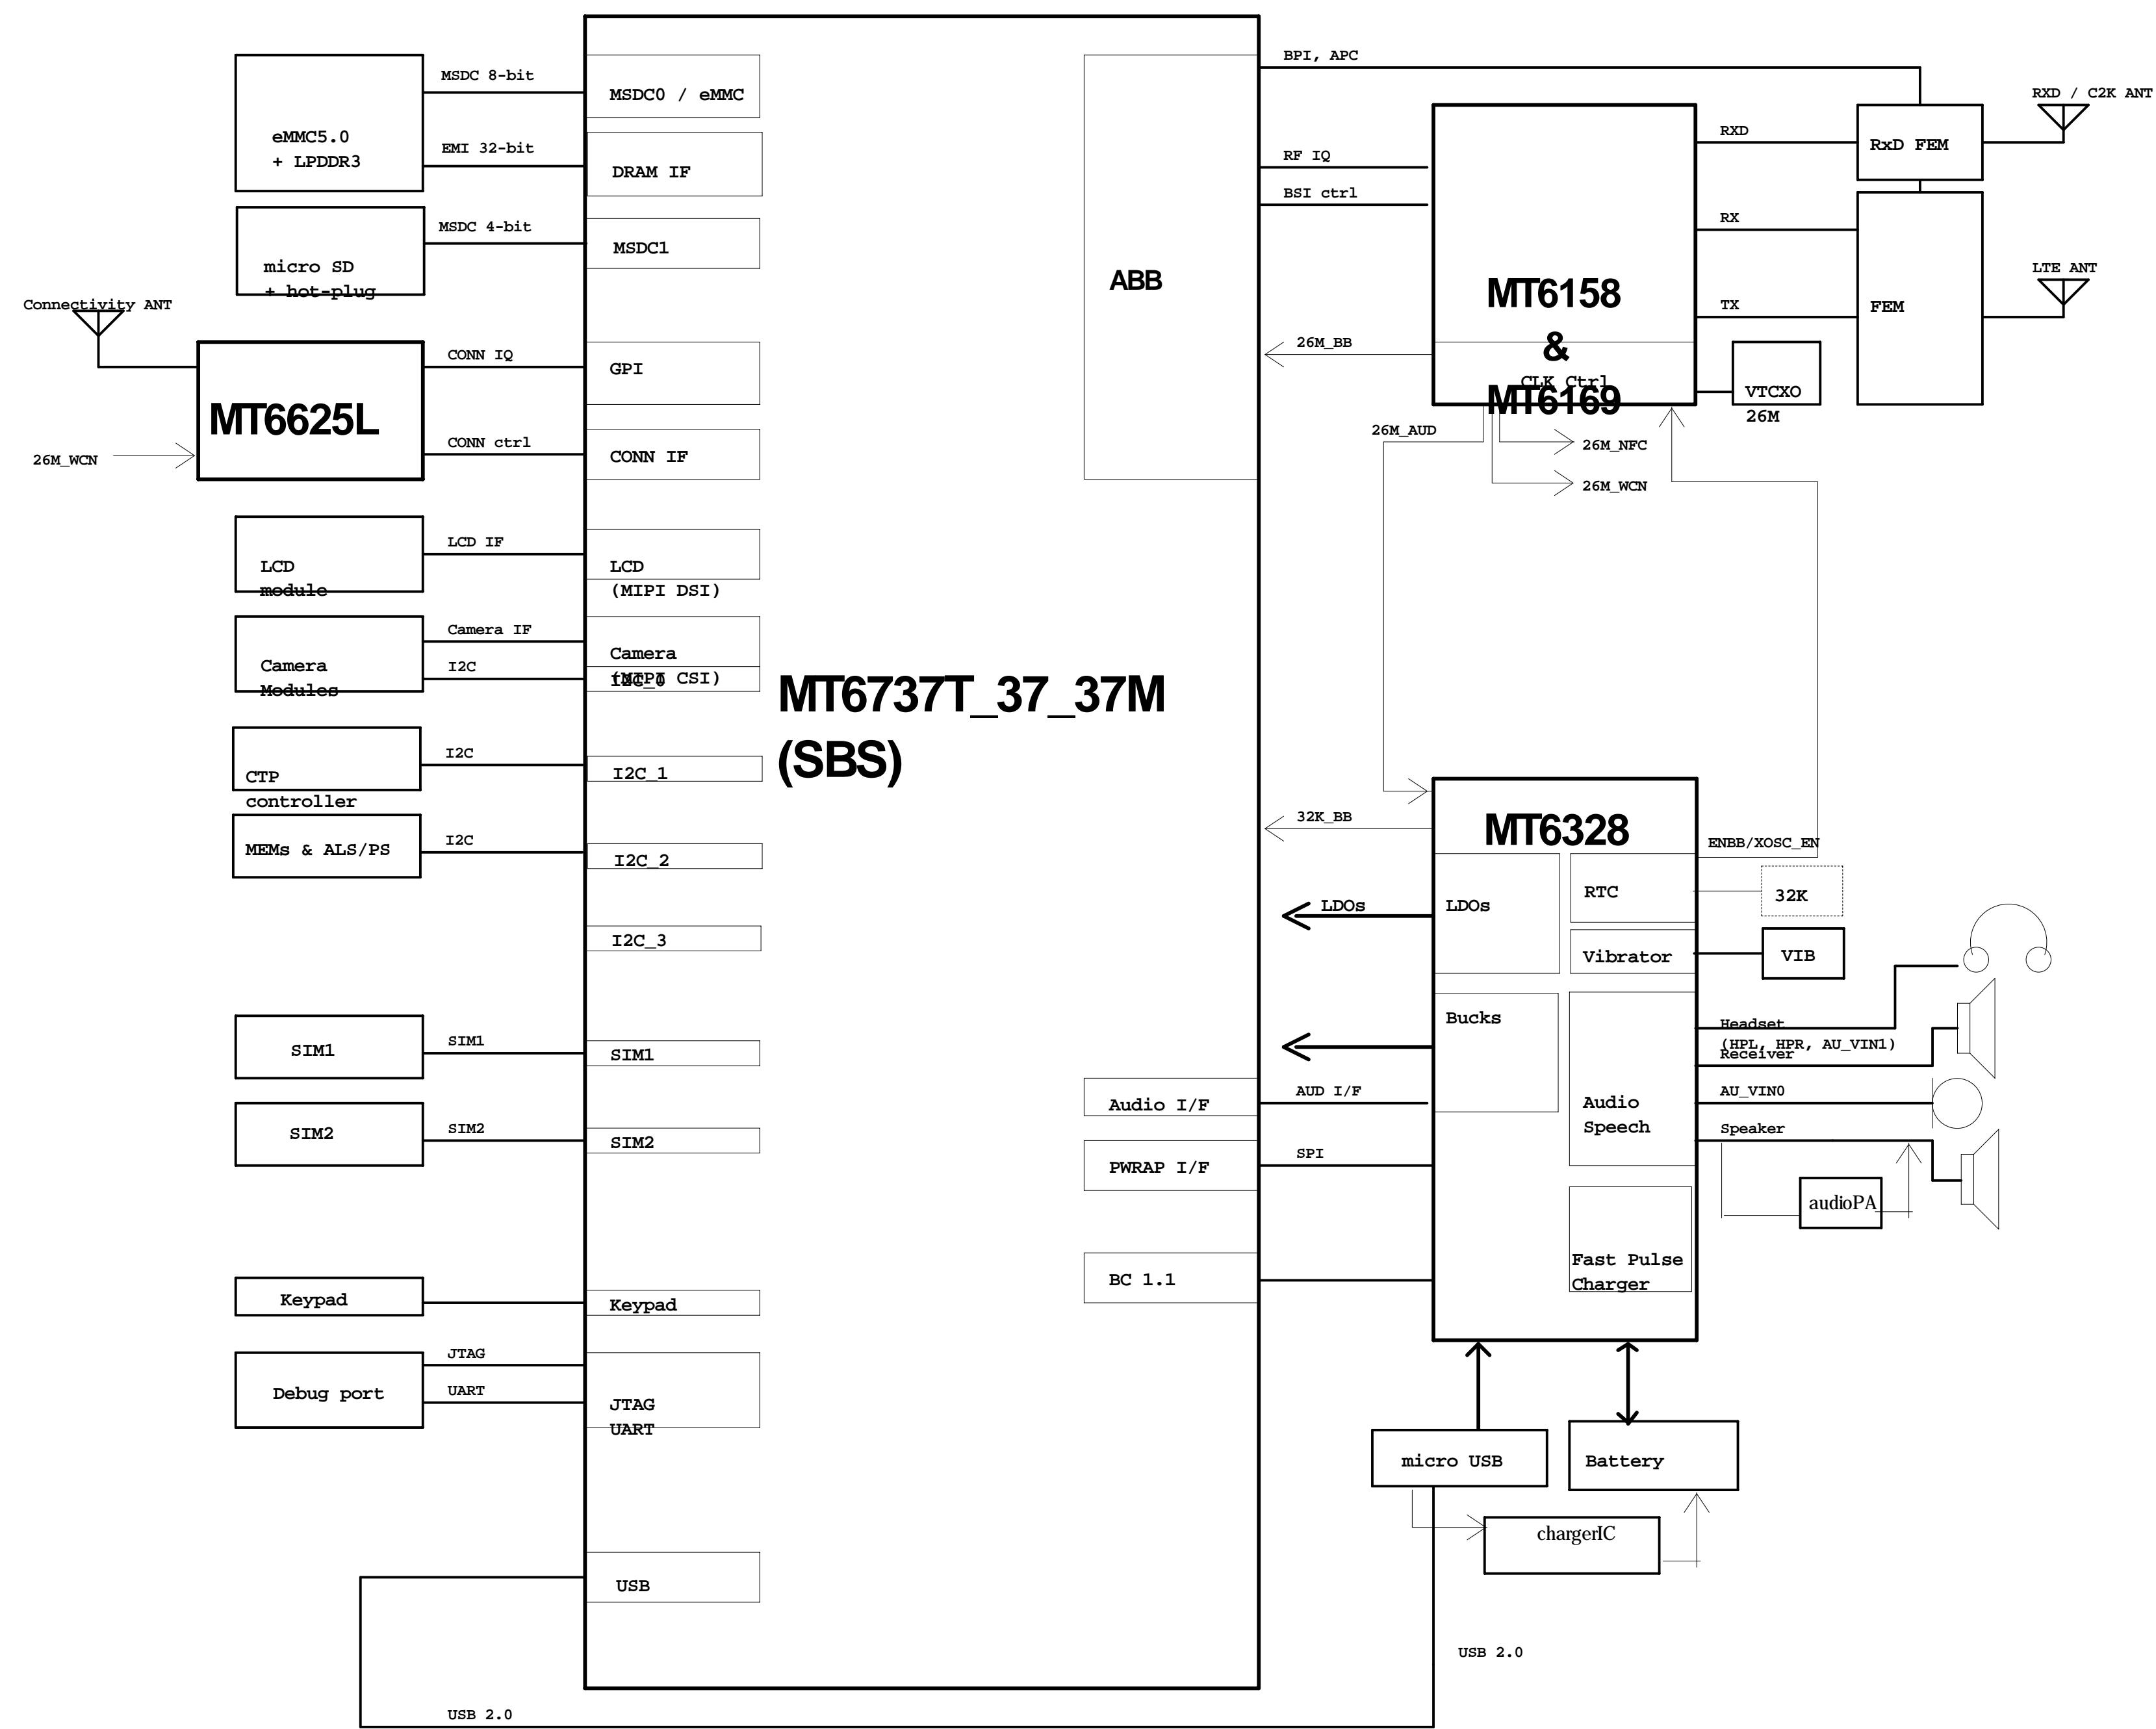 BPI, APC
MSDC 8-bit
MSDC0 / eMMC
RXD / C2K ANT
eMMC5.0
+ LPDDR3
EMI 32-bit
DRAM IF
RF IQ
RXD
RxD FEM
BSI ctrl
MSDC 4-bit
MSDC1
RX
micro SD
+ hot-plug
ABB
MT6158
&
MT6169
CLK Ctrl
LTE ANT
TX
FEM
Connectivity ANT
CONN IQ
GPI
26M_BB
VTCXO
26M
MT6625L
CONN ctrl
CONN IF
26M_WCN
26M_AUD
26M_NFC
26M_WCN
LCD
module
LCD IF
LCD
(MIPI DSI)
Camera
Modules
Camera IF
I2C
Camera
(MIPI CSI)
I2C_0
MT6737T_37_37M
(SBS)
CTP
controller
I2C
I2C_1
MEMs & ALS/PS
I2C
I2C_2
32K_BB
MT6328
ENBB/XOSC_EN
LDOs
LDOs
RTC
32K
I2C_3
Vibrator
VIB
Bucks
Headset
(HPL, HPR, AU_VIN1)
Receiver
SIM1
SIM1
SIM1
Audio I/F
AUD I/F
Audio
Speech
AU_VIN0
SIM2
SIM2
SIM2
Speaker
PWRAP I/F
SPI
audioPA
BC 1.1
Fast Pulse
Charger
Keypad
Keypad
Debug port
JTAG
UART
JTAG
UART
micro USB
Battery
chargerIC
USB
USB 2.0
USB 2.0